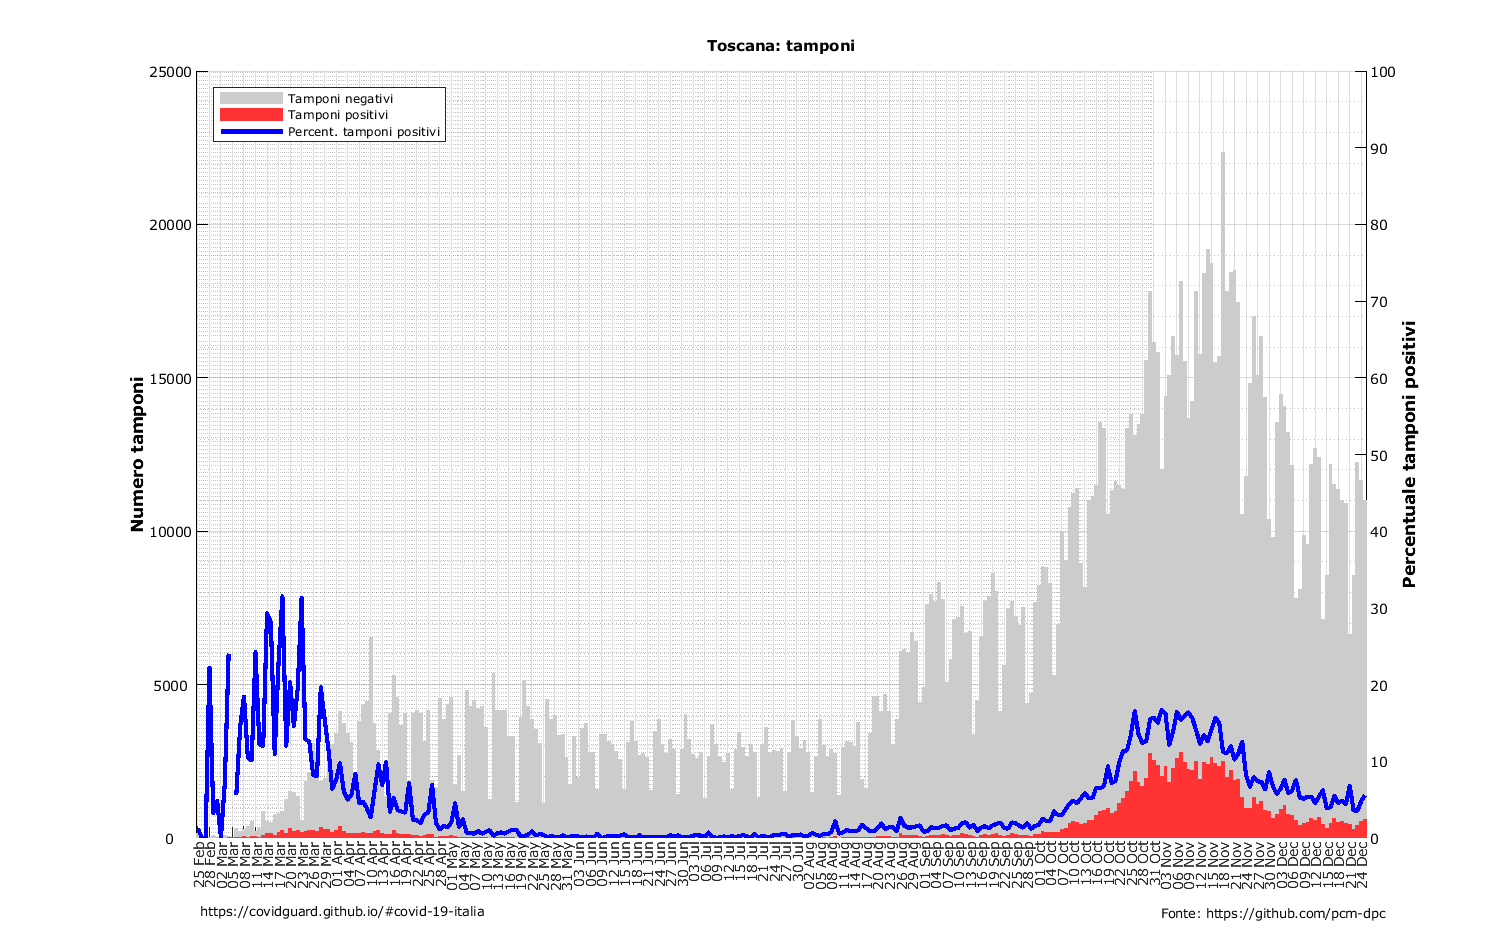 Toscana: tamponi
25000
20000
15000
10000
5000
0
Numero tamponi
Tamponi negativi
Tamponi positivi
Percent. tamponi positivi
100
90
80
70
60
50
40
30
20
10
0
Percentuale tamponi positivi
25 Feb
28 Feb
02 Mar
05 Mar
08 Mar
11 Mar
14 Mar
17 Mar
20 Mar
23 Mar
26 Mar
29 Mar
01 Apr
04 Apr
07 Apr
10 Apr
13 Apr
16 Apr
19 Apr
22 Apr
25 Apr
28 Apr
01 May
04 May
07 May
10 May
13 May
16 May
19 May
22 May
25 May
28 May
31 May
03 Jun
06 Jun
09 Jun
12 Jun
15 Jun
18 Jun
21 Jun
24 Jun
27 Jun
30 Jun
03 Jul
06 Jul
09 Jul
12 Jul
15 Jul
18 Jul
21 Jul
24 Jul
27 Jul
30 Jul
02 Aug
05 Aug
08 Aug
11 Aug
14 Aug
17 Aug
20 Aug
23 Aug
26 Aug
29 Aug
01 Sep
04 Sep
07 Sep
10 Sep
13 Sep
16 Sep
19 Sep
22 Sep
25 Sep
28 Sep
01 Oct
04 Oct
07 Oct
10 Oct
13 Oct
16 Oct
19 Oct
22 Oct
25 Oct
28 Oct
31 Oct
03 Nov
06 Nov
09 Nov
12 Nov
15 Nov
18 Nov
21 Nov
24 Nov
27 Nov
30 Nov
03 Dec
06 Dec
09 Dec
12 Dec
15 Dec
18 Dec
21 Dec
24 Dec
https://covidguard.github.io/#covid-19-italia
Fonte: https://github.com/pcm-dpc